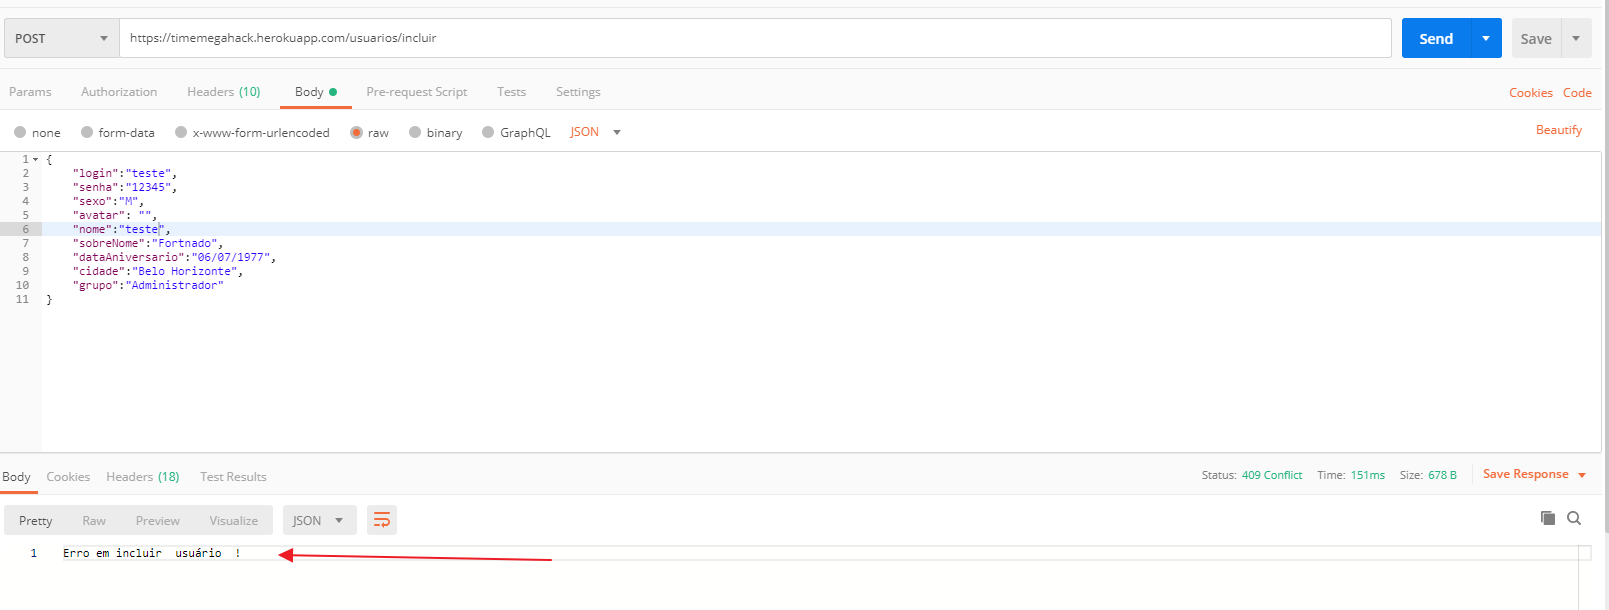 POST https://timemegahack.herokuapp.com/usuarios/incluir Send Save
Params Authorization Headers (10) Body Pre-request Script Tests Settings Cookies Code
none form-data x-www-form-urlencoded raw binary GraphQL JSON Beautify
1 {
2 "login":"teste",
3 "senha":"12345",
4 "sexo":"M",
5 "avatar": "",
6 "nome":"teste",
7 "sobreNome":"Fortnado",
8 "dataAniversario":"06/07/1977",
9 "cidade":"Belo Horizonte",
10 "grupo":"Administrador"
11 }
Body Cookies Headers (18) Test Results Status: 409 Conflict Time: 151ms Size: 678 B Save Response
Pretty Raw Preview Visualize JSON
1 Erro em incluir  usuário  !